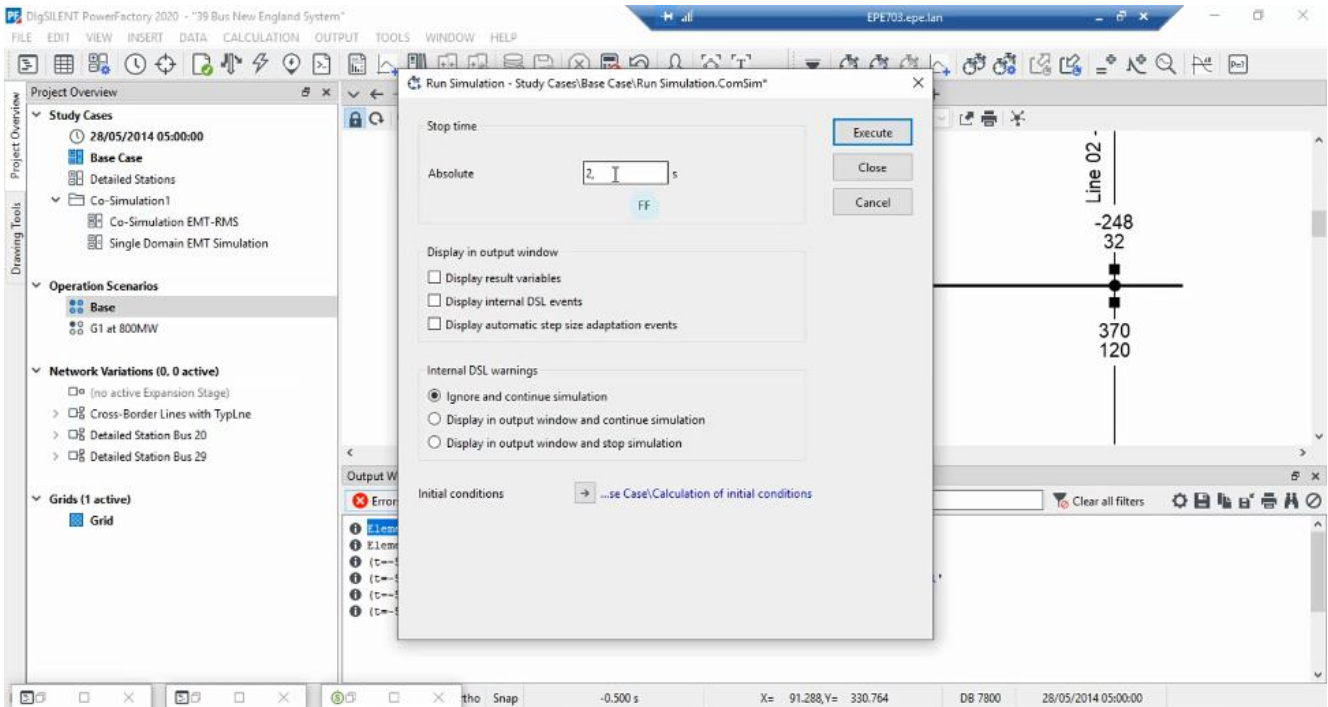 DIgSILENT PowerFactory 2020 - "39 Bus New England System"
EPE703.epe.lan
FILE EDIT VIEW INSERT DATA CALCULATION OUTPUT TOOLS WINDOW HELP
Project Overview
Study Cases
28/05/2014 05:00:00
Base Case
Detailed Stations
Co-Simulation1
Co-Simulation EMT-RMS
Single Domain EMT Simulation
Operation Scenarios
Base
G1 at 800MW
Network Variations (0, 0 active)
(no active Expansion Stage)
Cross-Border Lines with TypLne
Detailed Station Bus 20
Detailed Station Bus 29
Grids (1 active)
Grid
Project Overview
Drawing Tools
Run Simulation - Study Cases\Base Case\Run Simulation.ComSim*
Stop time
Absolute 2, s
FF
Execute
Close
Cancel
Display in output window
Display result variables
Display internal DSL events
Display automatic step size adaptation events
Internal DSL warnings
Ignore and continue simulation
Display in output window and continue simulation
Display in output window and stop simulation
Initial conditions ...se Case\Calculation of initial conditions
Line 02 -
-248
32
370
120
Output W
Error
Clear all filters
Eleme
Eleme
(t=-5
(t=-5
(t=-5
(t=-5
tho Snap -0.500 s X= 91.288,Y= 330.764 DB 7800 28/05/2014 05:00:00